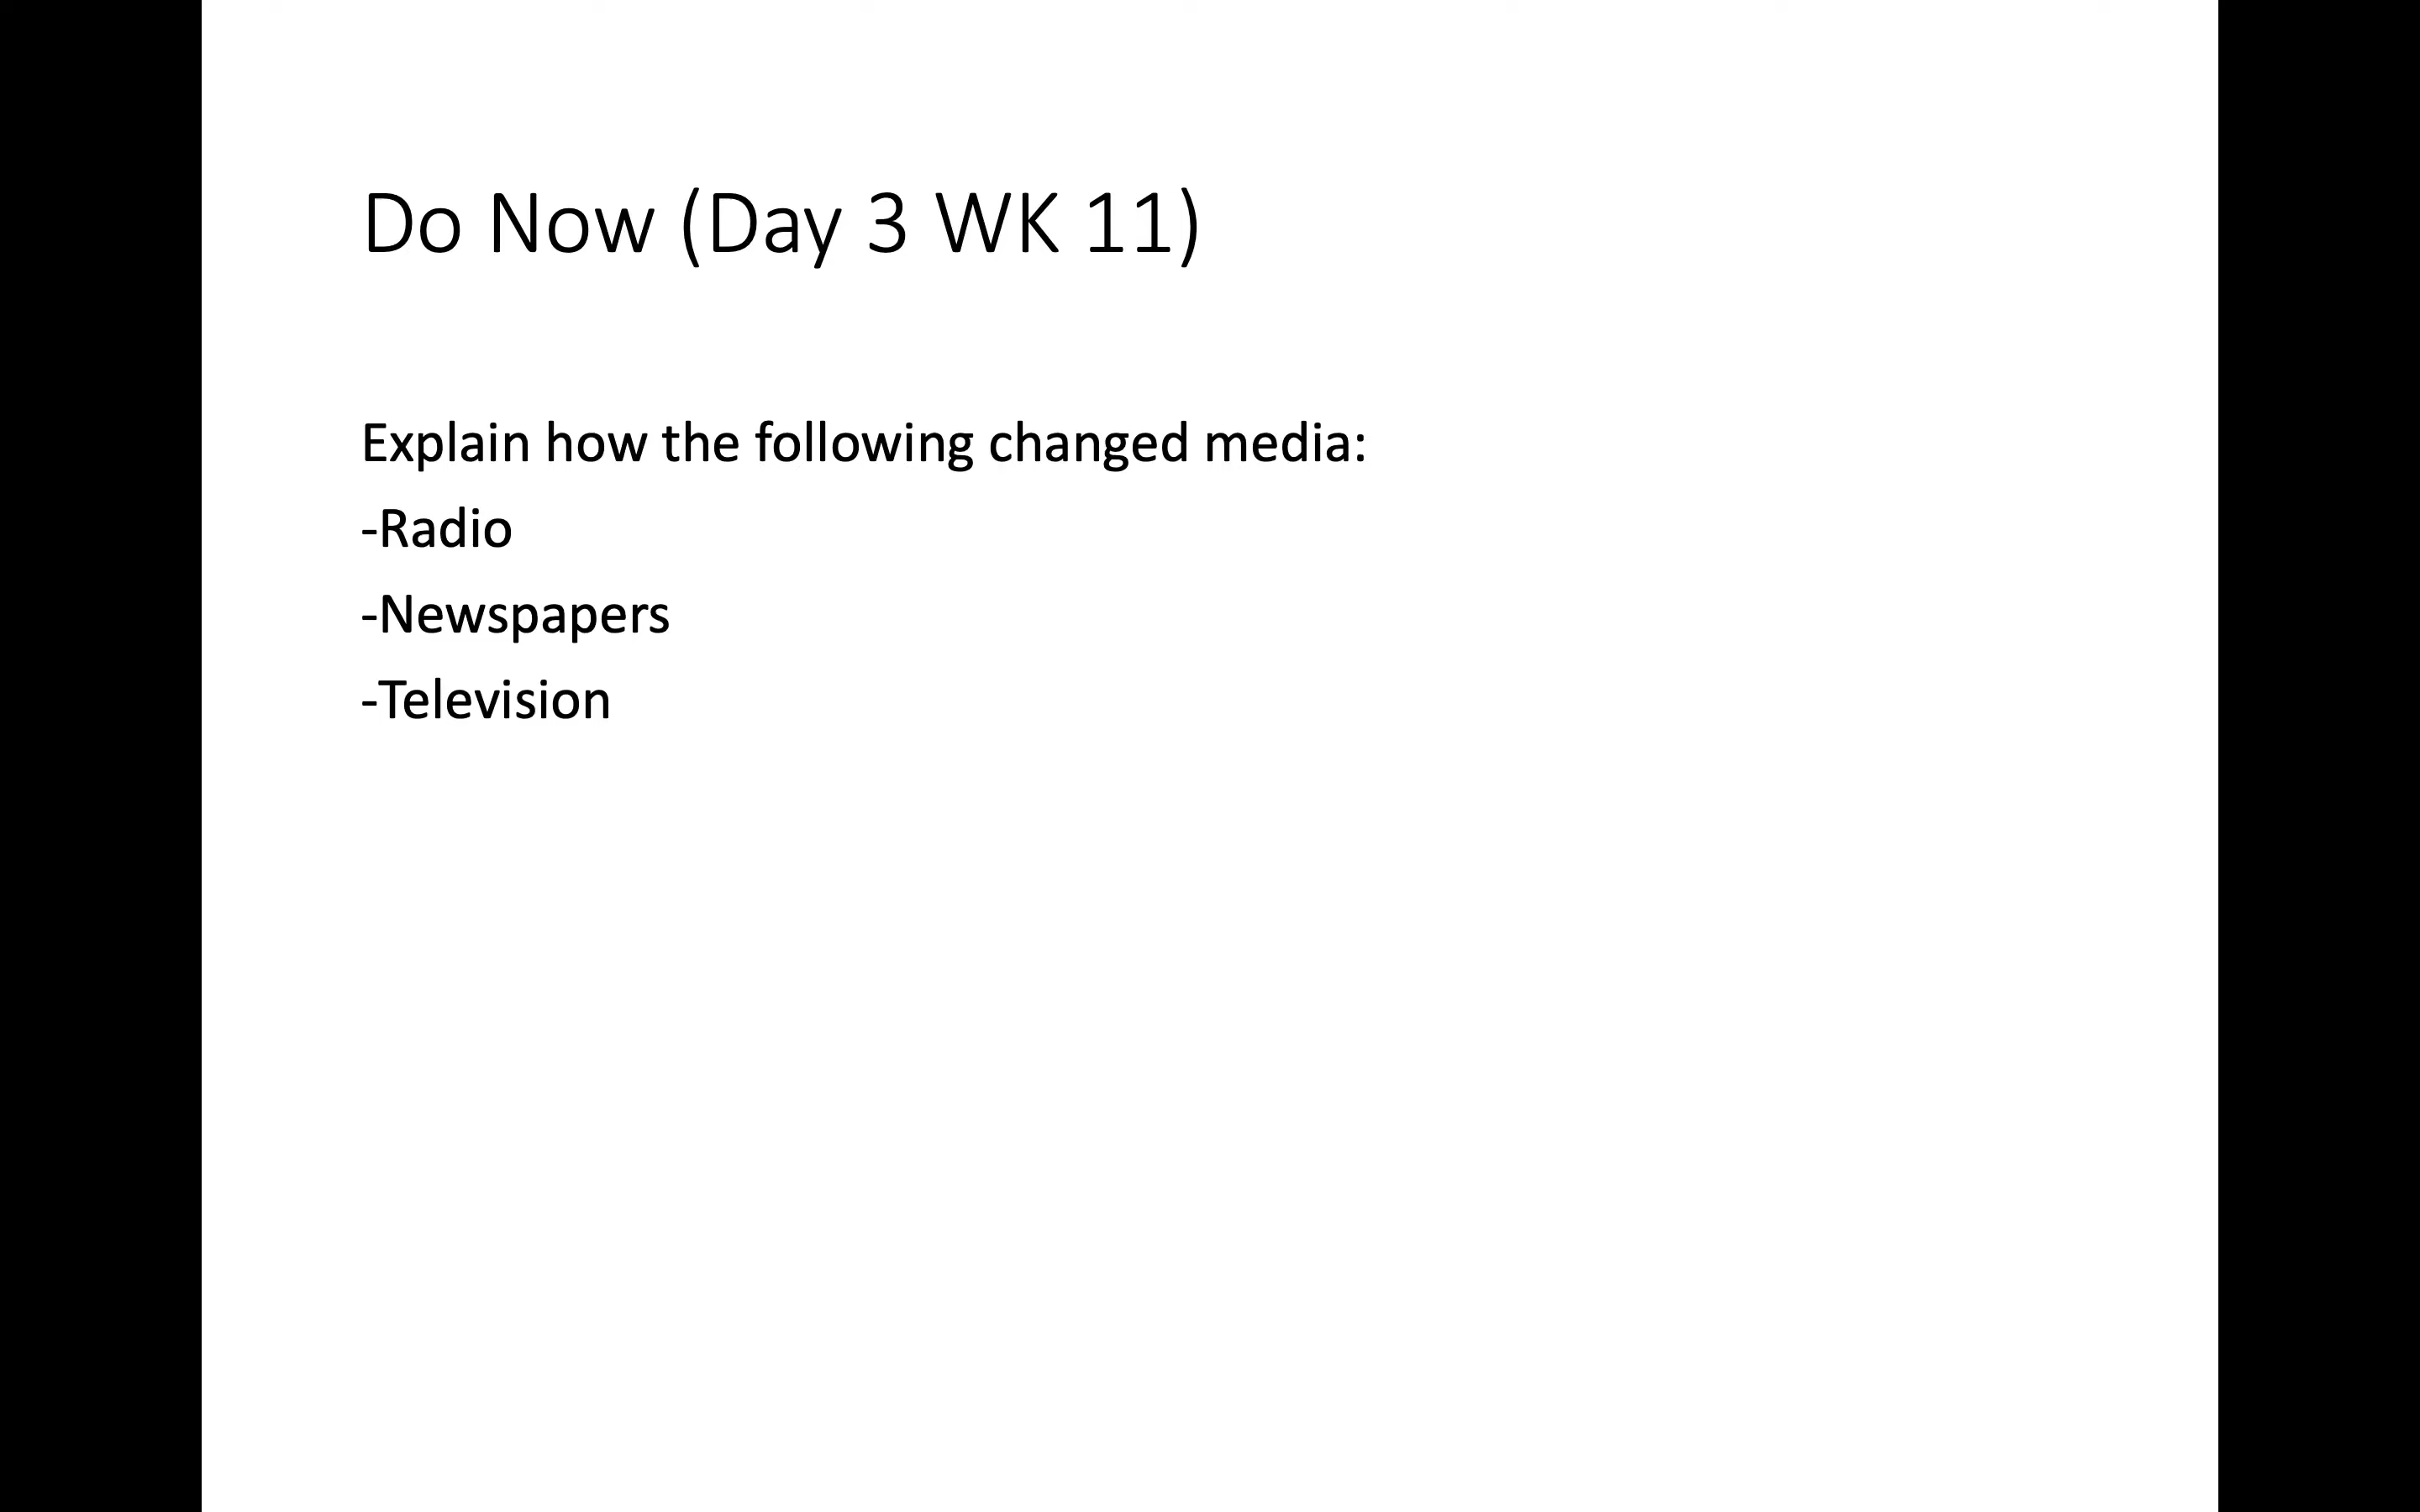 Do Now (Day 3 WK 11)
Explain how the following changed media:
-Radio
-Newspapers
-Television